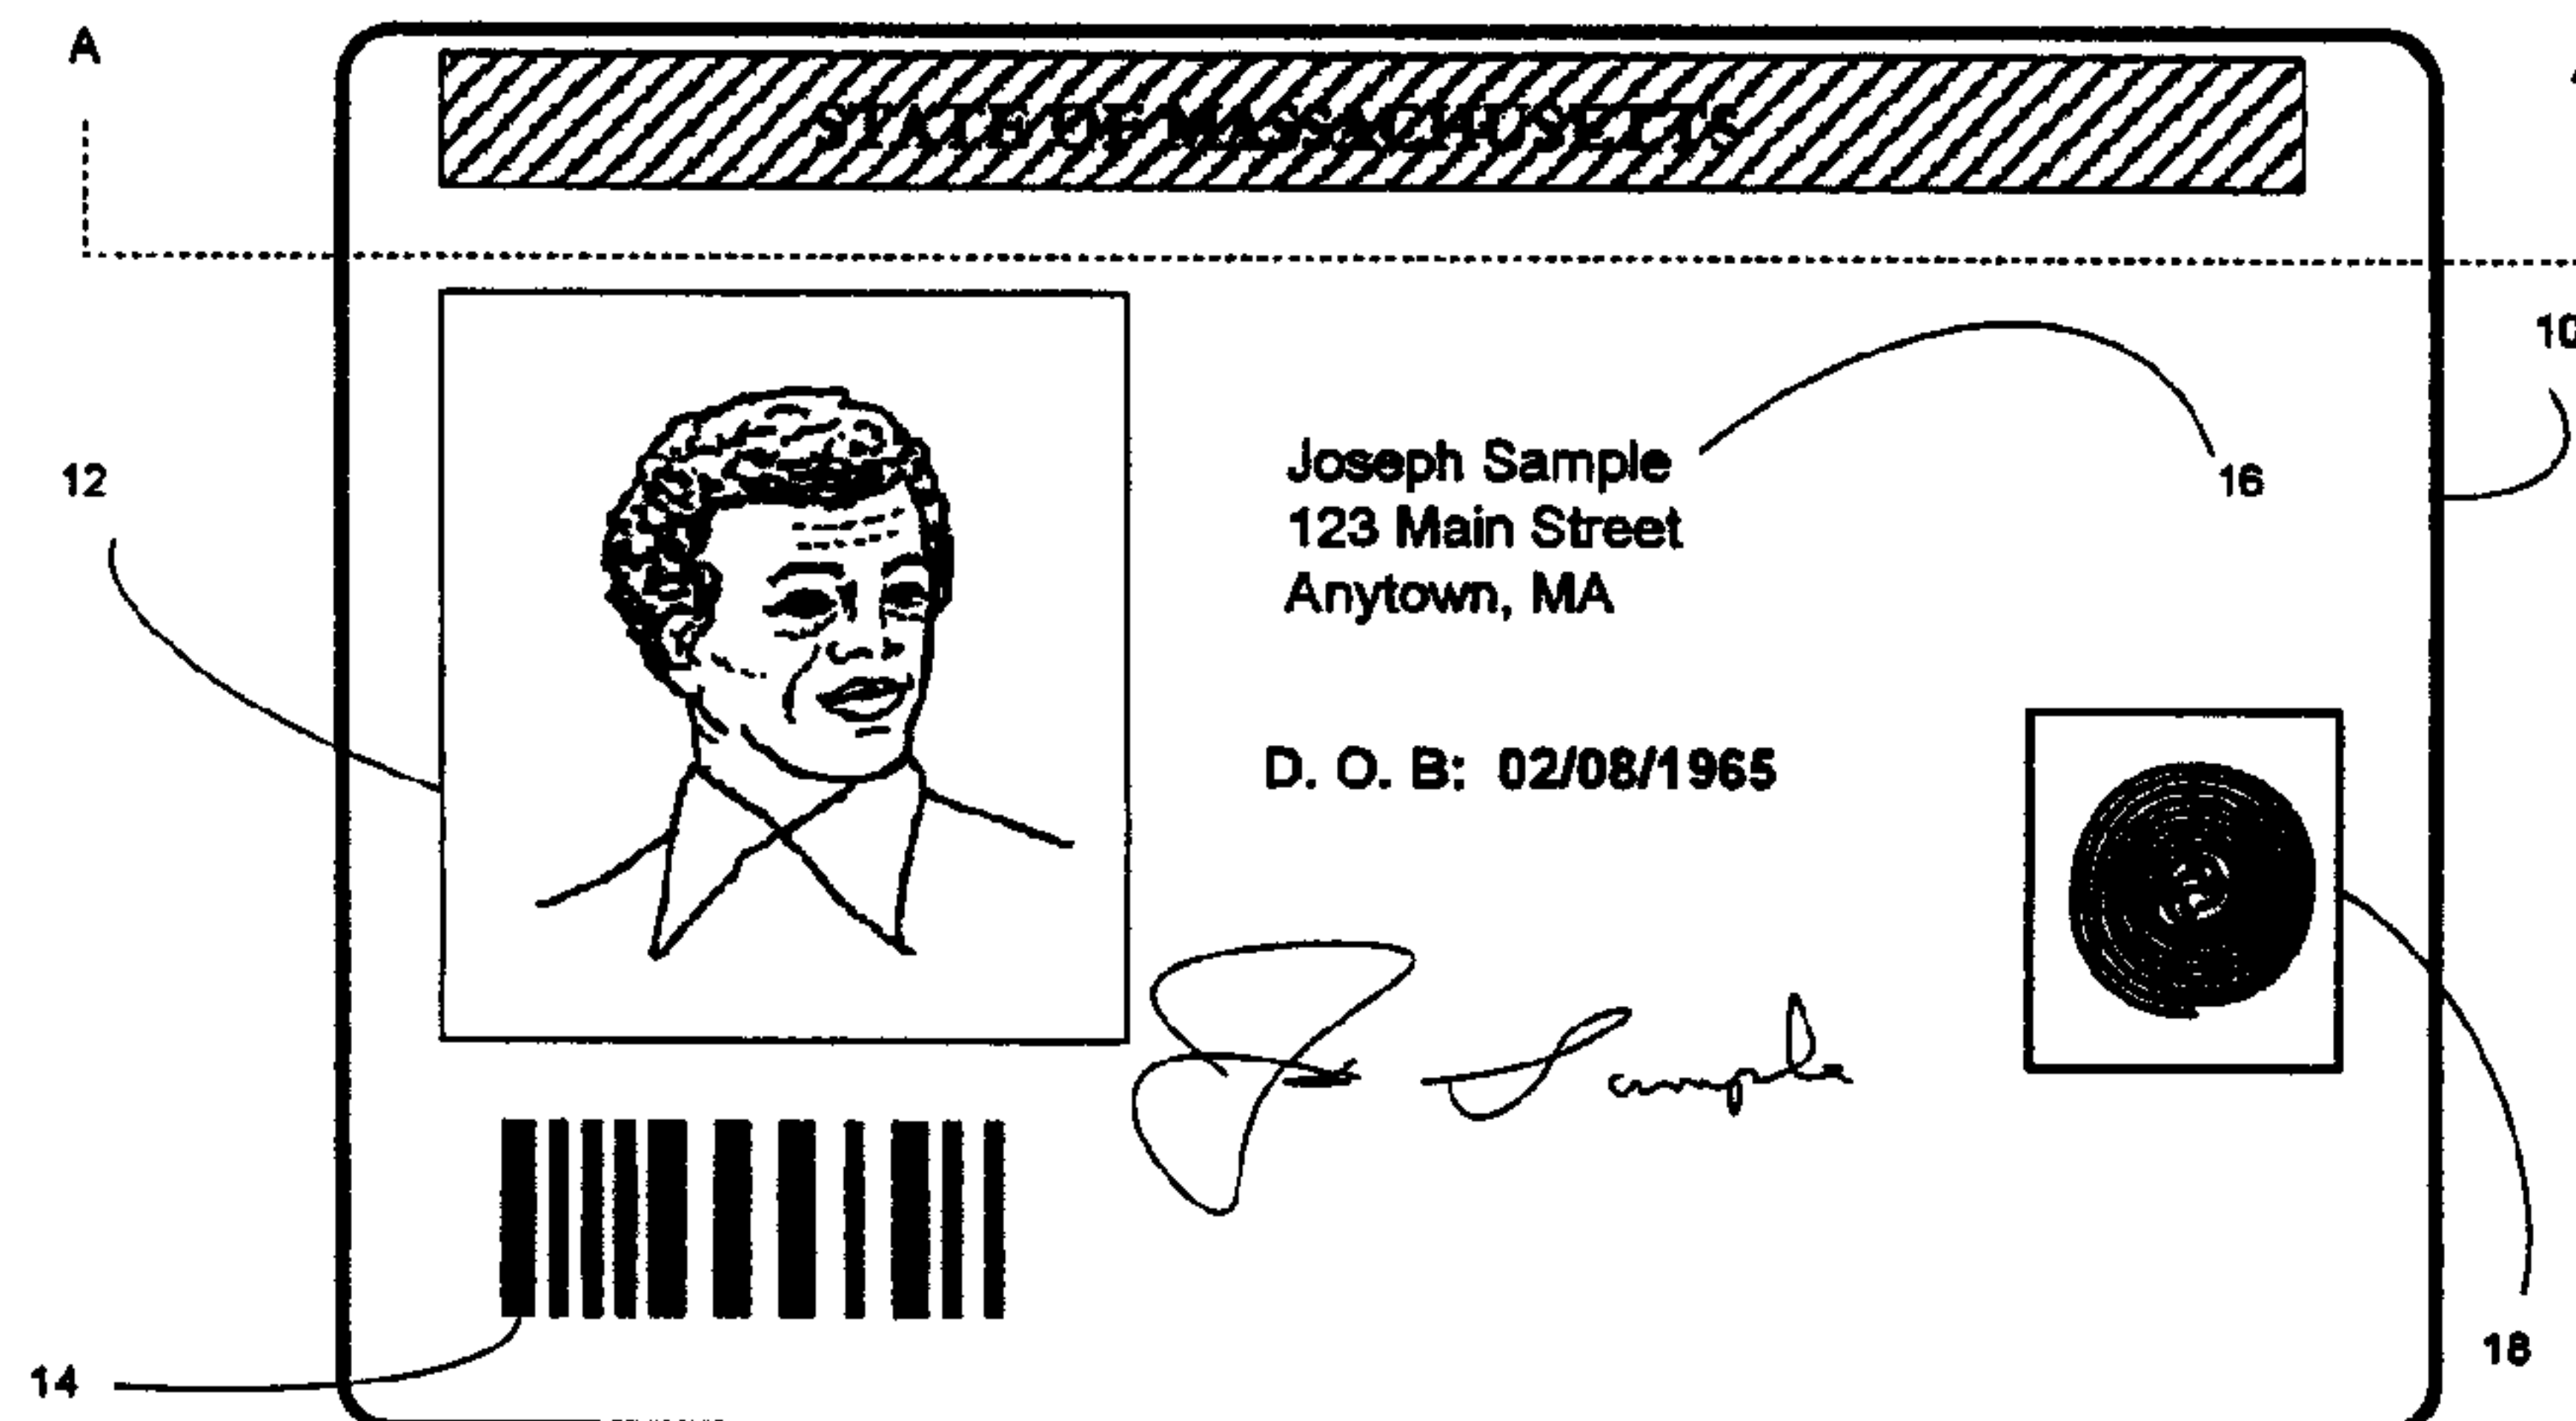 A
STATE OF MASSACHUSETTS
10
12
Joseph Sample
16
123 Main Street
Anytown, MA
D. O. B: 02/08/1965
Joe Sample
18
14